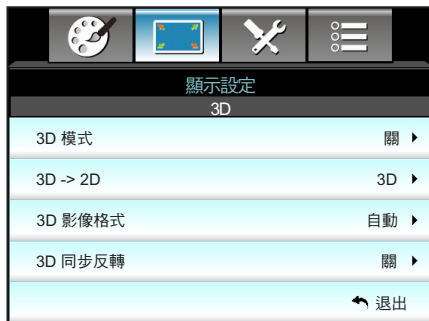 顯示設定
3D
3D 模式 關
3D -> 2D 3D
3D 影像格式 自動
3D 同步反轉 關
退出